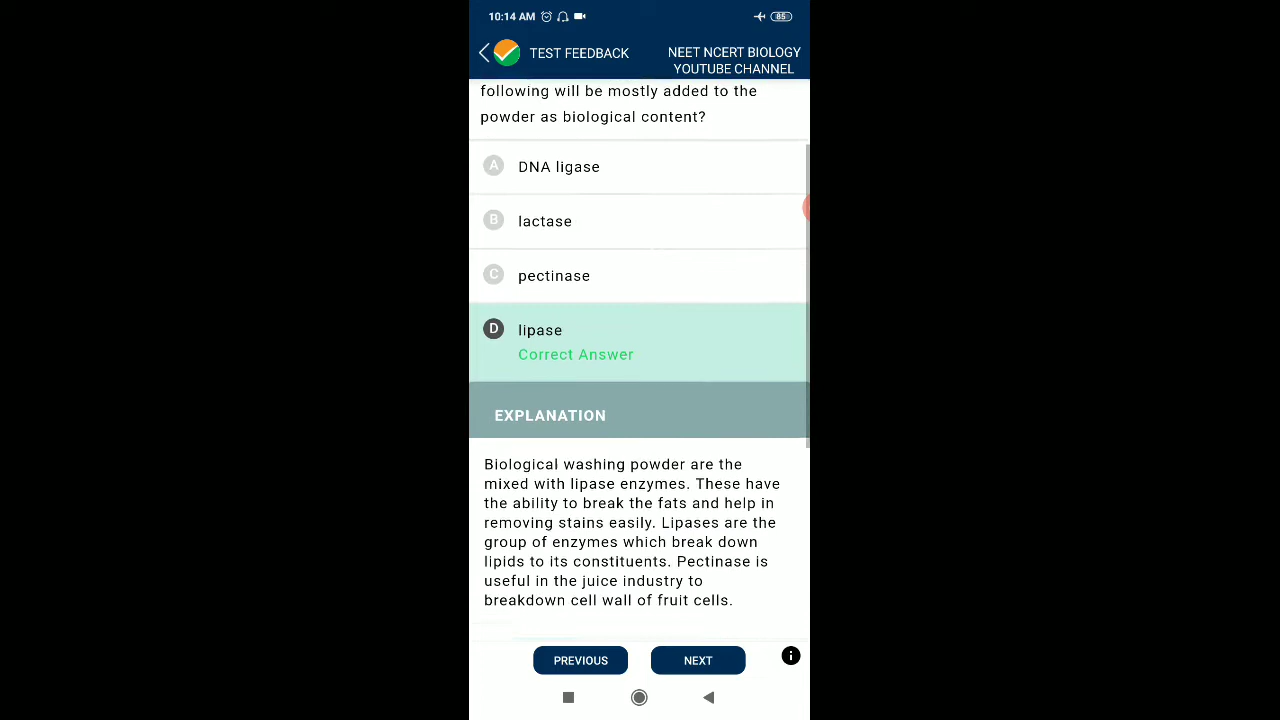 10:14 AM
85
TEST FEEDBACK
NEET NCERT BIOLOGY
YOUTUBE CHANNEL
following will be mostly added to the
powder as biological content?
A DNA ligase
B lactase
C pectinase
D lipase
Correct Answer
EXPLANATION
Biological washing powder are the
mixed with lipase enzymes. These have
the ability to break the fats and help in
removing stains easily. Lipases are the
group of enzymes which break down
lipids to its constituents. Pectinase is
useful in the juice industry to
breakdown cell wall of fruit cells.
PREVIOUS
NEXT